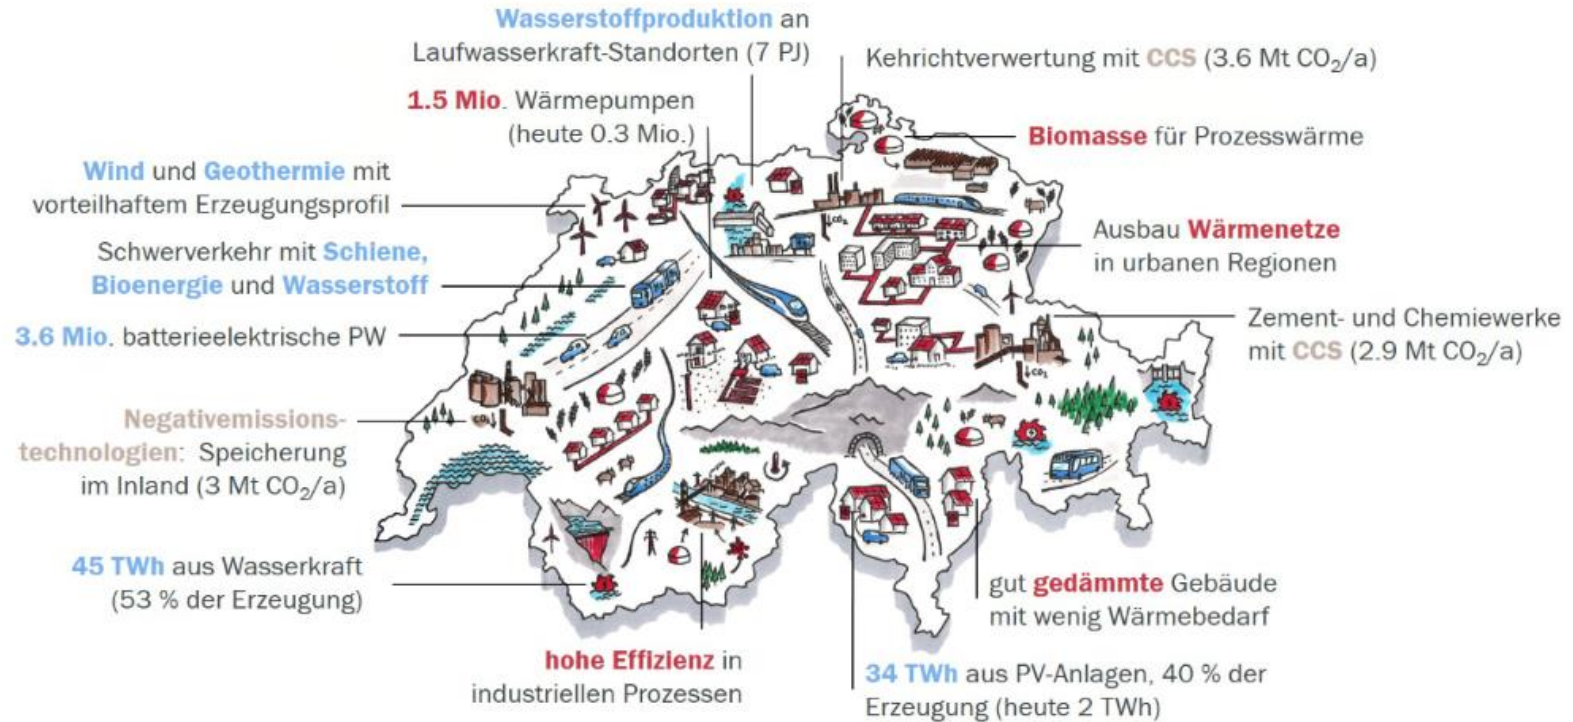 Wasserstoffproduktion an
Laufwasserkraft-Standorten (7 PJ)
Kehrichtverwertung mit CCS (3.6 Mt CO₂/a)
1.5 Mio. Wärmepumpen
(heute 0.3 Mio.)
Biomasse für Prozesswärme
Wind und Geothermie mit
vorteilhaftem Erzeugungsprofil
Ausbau Wärmenetze
in urbanen Regionen
Schwerverkehr mit Schiene,
Bioenergie und Wasserstoff
3.6 Mio. batterieelektrische PW
Zement- und Chemiewerke
mit CCS (2.9 Mt CO₂/a)
Negativemissions-
technologien: Speicherung
im Inland (3 Mt CO₂/a)
45 TWh aus Wasserkraft
(53 % der Erzeugung)
gut gedämmte Gebäude
mit wenig Wärmebedarf
hohe Effizienz in
industriellen Prozessen
34 TWh aus PV-Anlagen, 40 % der
Erzeugung (heute 2 TWh)
CO₂
CO₂
CO₂